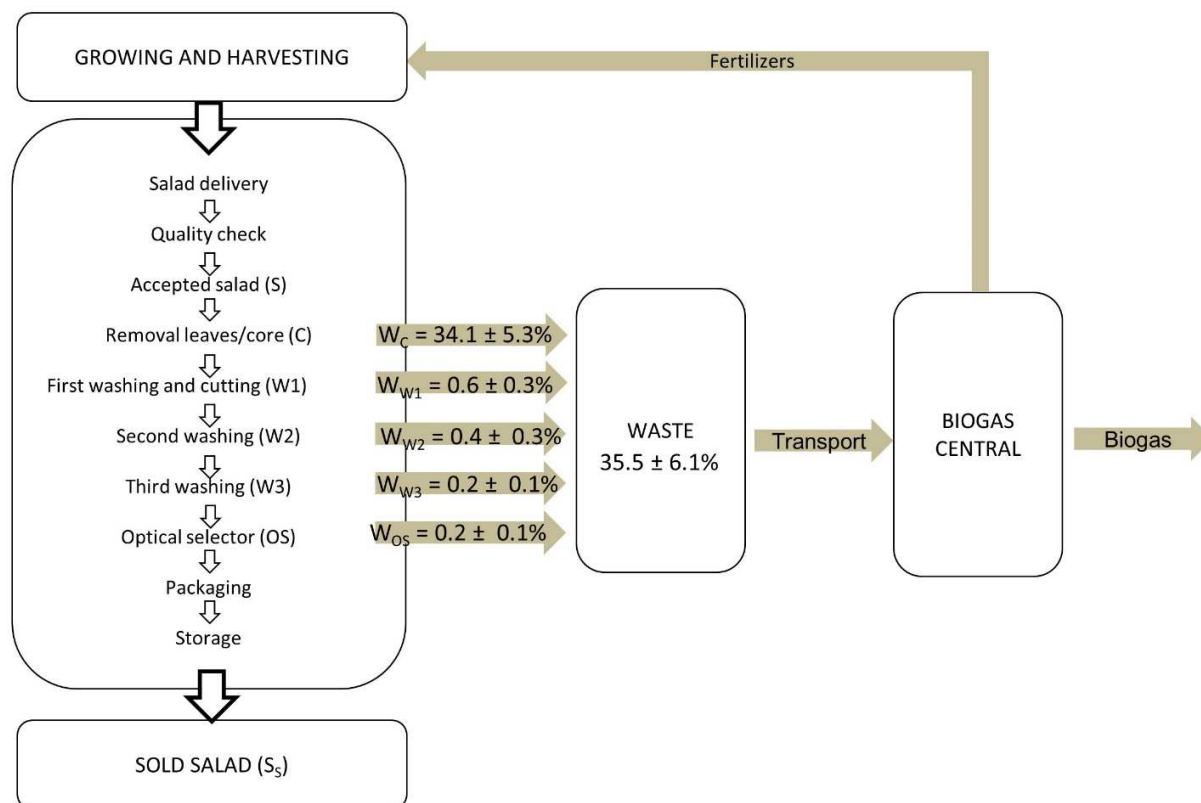 GROWING AND HARVESTING
Fertilizers
Salad delivery
Quality check
Accepted salad (S)
Removal leaves/core (C)
First washing and cutting (W1)
Second washing (W2)
Third washing (W3)
Optical selector (OS)
Packaging
Storage
W_C = 34.1 ± 5.3%
W_W1 = 0.6 ± 0.3%
W_W2 = 0.4 ± 0.3%
W_W3 = 0.2 ± 0.1%
W_OS = 0.2 ± 0.1%
WASTE
35.5 ± 6.1%
Transport
BIOGAS
CENTRAL
Biogas
SOLD SALAD (S_S)